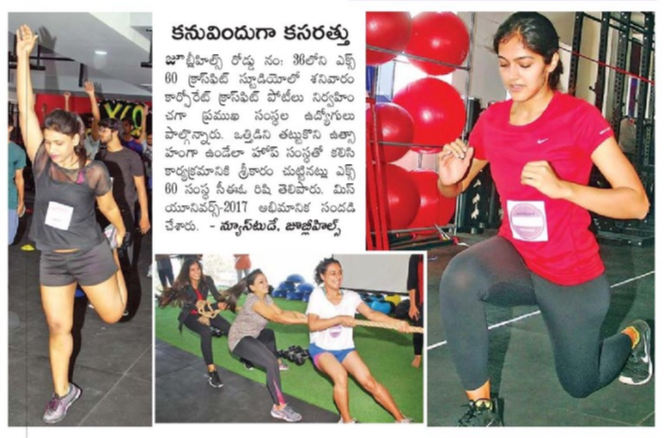 కనువిందుగా కసరత్తు
జూబ్లీహిల్స్ రోడ్డు నం: 36లోని ఎక్స్
60 క్రాస్‌ఫిట్ స్టూడియోలో శనివారం
కార్పోరేట్ క్రాస్‌ఫిట్ పోటీలు నిర్వహిం
చగా ప్రముఖ సంస్థల ఉద్యోగులు
పాల్గొన్నారు. ఒత్తిడిని తట్టుకొని ఉత్సా
హంగా ఉండేలా హోప్ సంస్థతో కలిసి
కార్యక్రమానికి శ్రీకారం చుట్టినట్లు ఎక్స్
60 సంస్థ సీఈఓ రిషి తెలిపారు. మిస్
యూనివర్స్-2017 అభిమానిక సందడి
చేశారు. - న్యూస్‌టుడే, జూబ్లీహిల్స్